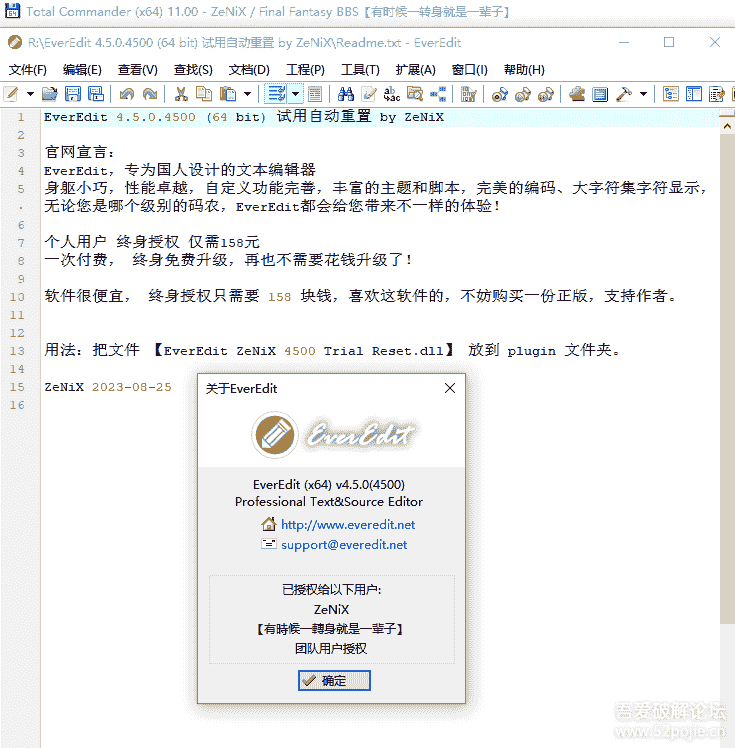 Total Commander (x64) 11.00 - ZeNiX / Final Fantasy BBS【有时候一转身就是一辈子】
R:\EverEdit 4.5.0.4500 (64 bit) 试用自动重置 by ZeNiX\Readme.txt - EverEdit
文件(F) 编辑(E) 查看(V) 查找(S) 文档(D) 工程(P) 工具(T) 扩展(A) 窗口(I) 帮助(H)
1 EverEdit 4.5.0.4500 (64 bit) 试用自动重置 by ZeNiX
2
3 官网宣言：
4 EverEdit，专为国人设计的文本编辑器
5 身躯小巧，性能卓越，自定义功能完善，丰富的主题和脚本，完美的编码、大字符集字符显示，
无论您是哪个级别的码农，EverEdit都会给您带来不一样的体验！
6
7 个人用户 终身授权 仅需158元
8 一次付费， 终身免费升级，再也不需要花钱升级了！
9
10 软件很便宜， 终身授权只需要 158 块钱，喜欢这软件的，不妨购买一份正版，支持作者。
11
12
13 用法：把文件 【EverEdit ZeNiX 4500 Trial Reset.dll】 放到 plugin 文件夹。
14
15 ZeNiX 2023-08-25
16
关于EverEdit
EverEdit
EverEdit (x64) v4.5.0(4500)
Professional Text&Source Editor
http://www.everedit.net
support@everedit.net
已授权给以下用户:
ZeNiX
【有時候一轉身就是一辈子】
团队用户授权
确定
吾爱破解论坛
www.52pojie.cn